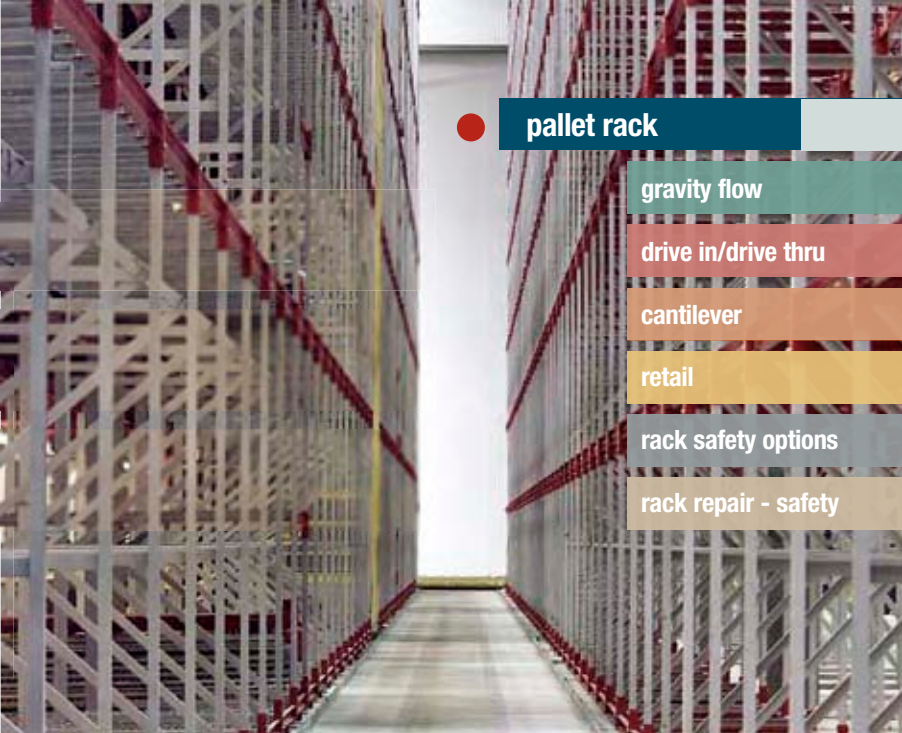 pallet rack
gravity flow
drive in/drive thru
cantilever
retail
rack safety options
rack repair - safety